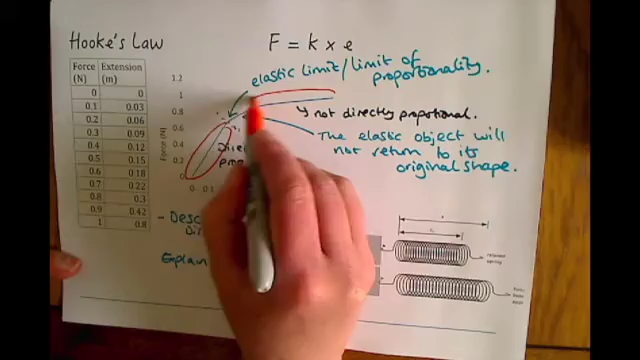 Hooke's Law
F = k x e
elastic limit/limit of
proportionality.
Force
(N)
Extension
(m)
0 0
0.1 0.03
0.2 0.06
0.3 0.09
0.4 0.12
0.5 0.15
0.6 0.18
0.7 0.22
0.8 0.3
0.9 0.42
1 0.8
1.2
1
0.8
0.6
0.4
0.2
0
Force (N)
0 0.1
not directly proportional.
The elastic object will
not return to its
original shape.
Explain